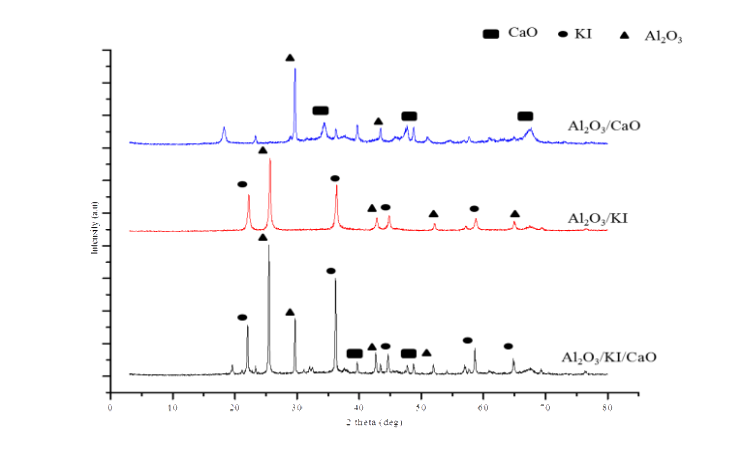 CaO KI Al₂O₃
Al₂O₃/CaO
Al₂O₃/KI
Al₂O₃/KI/CaO
Intensity (a.u)
0 10 20 30 40 50 60 70 80
2 theta (deg)